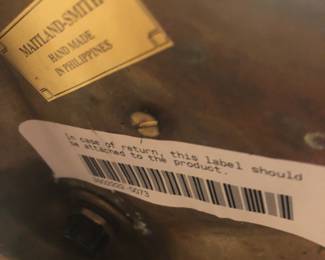 MAITLAND-SMITH
HAND MADE
IN PHILIPPINES
In case of return, this label should
be attached to the product.